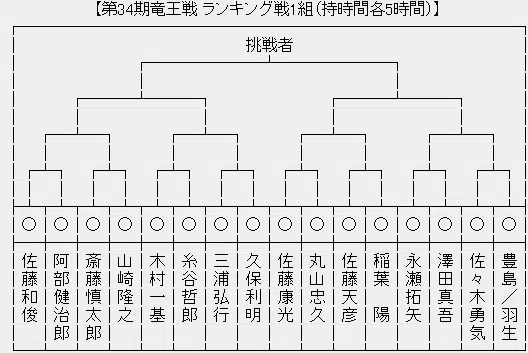 【第34期竜王戦 ランキング戦1組(持時間各5時間)】
挑戦者
○ ○ ○ ○ ○ ○ ○ ○ ○ ○ ○ ○ ○ ○ ○ ○
佐藤和俊
阿部健治郎
斎藤慎太郎
山崎隆之
木村一基
糸谷哲郎
三浦弘行
久保利明
佐藤康光
丸山忠久
佐藤天彦
稲葉 陽
永瀬拓矢
澤田真吾
佐々木勇気
豊島/羽生